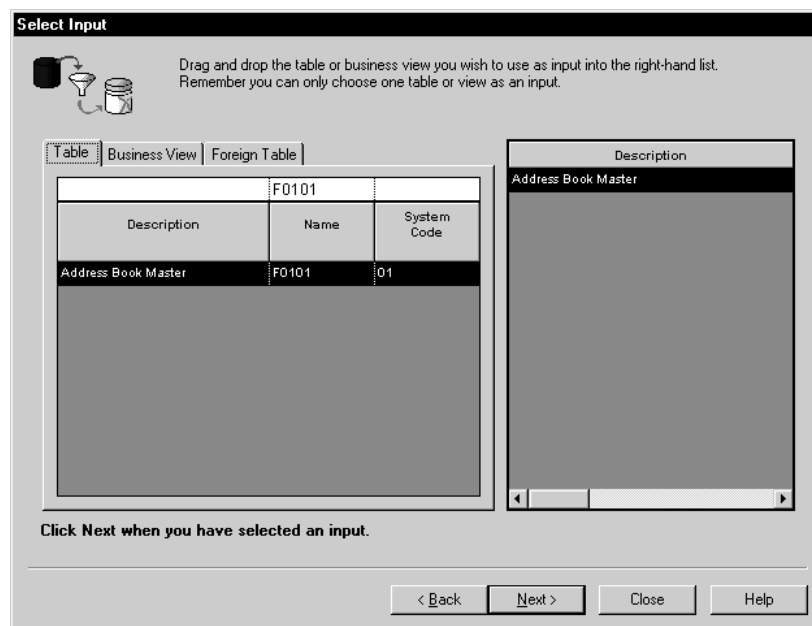 Select Input
Drag and drop the table or business view you wish to use as input into the right-hand list.
Remember you can only choose one table or view as an input.
Table Business View Foreign Table
F0101
Description Name System Code
Address Book Master F0101 01
Description
Address Book Master
Click Next when you have selected an input.
< Back Next > Close Help